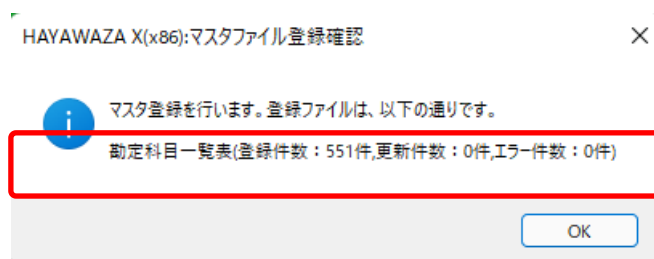 HAYAWAZA X(x86):マスタファイル登録確認
マスタ登録を行います。登録ファイルは、以下の通りです。
勘定科目一覧表(登録件数：551件,更新件数：0件,エラー件数：0件)
OK